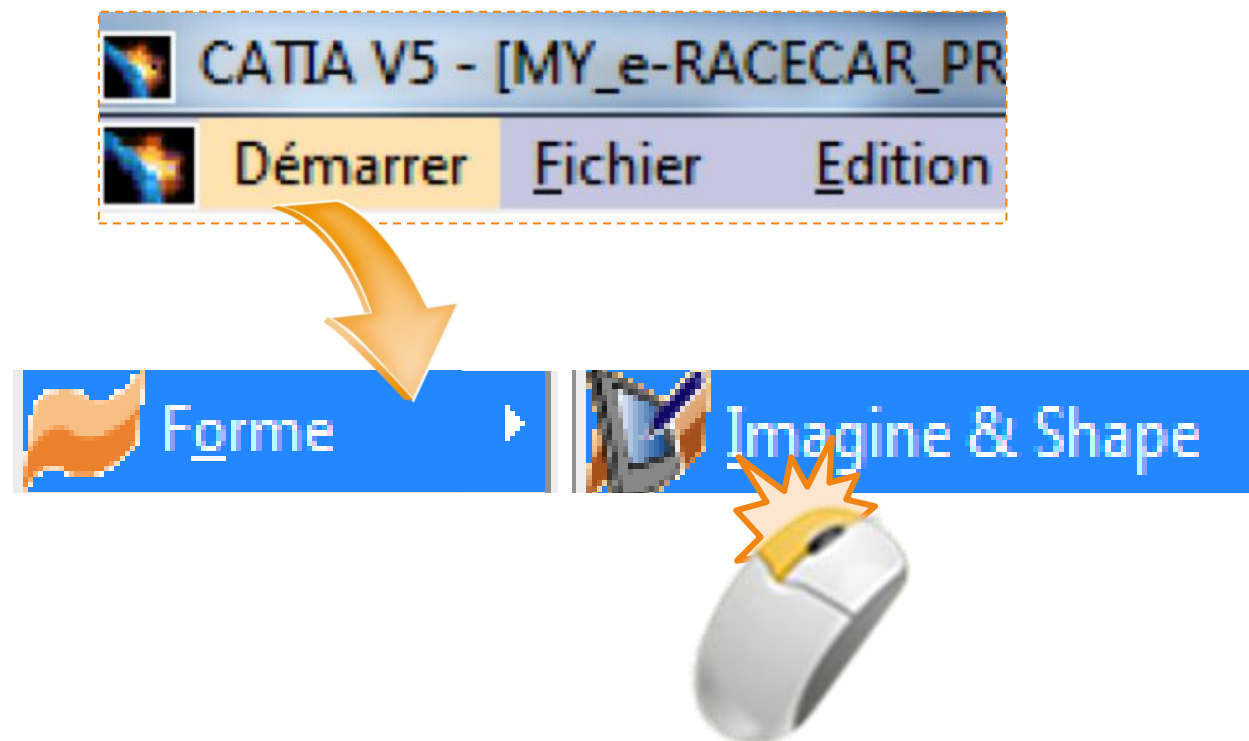 CATIA V5 - [MY_e-RACECAR_PR
Démarrer Fichier Edition
Forme Imagine & Shape